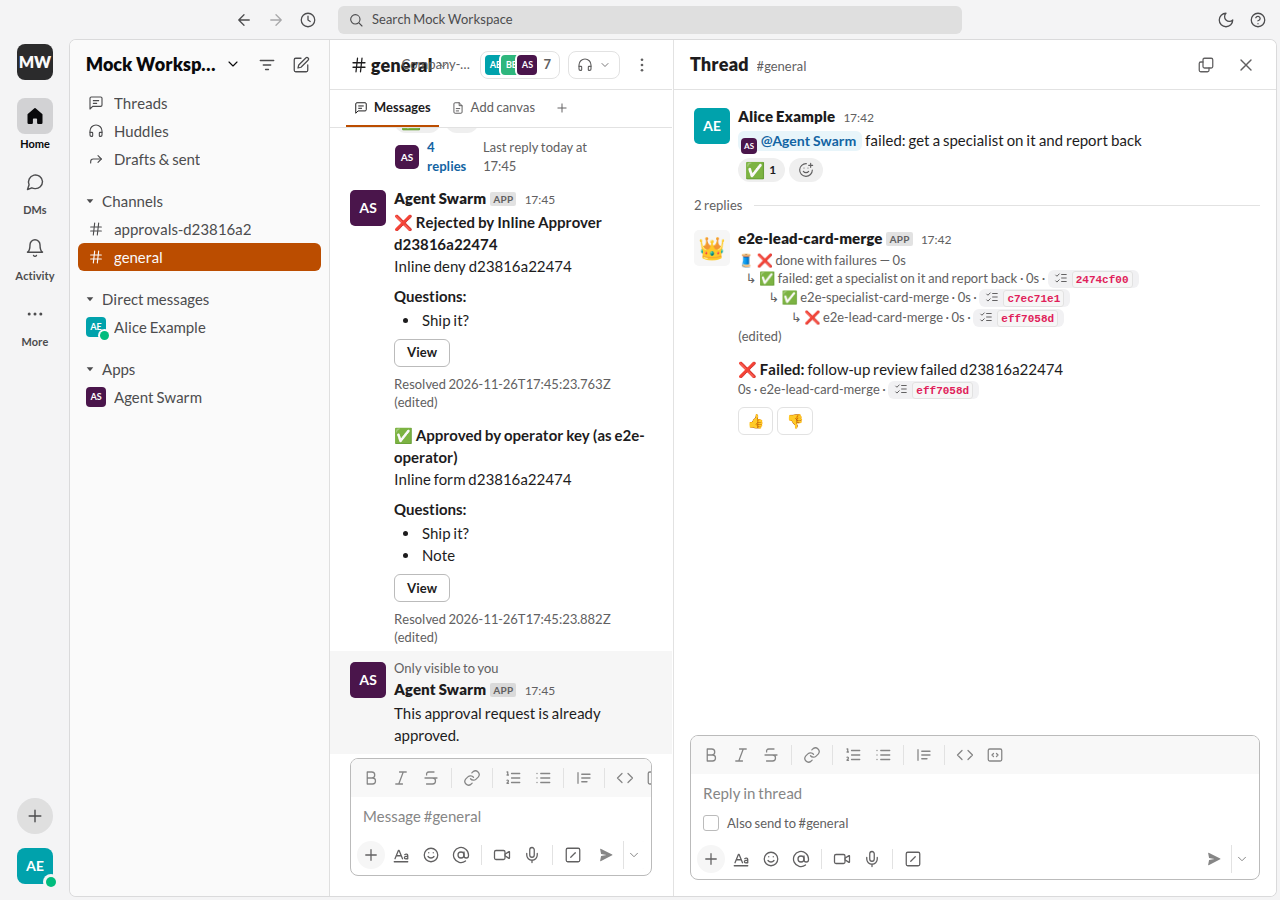 Search Mock Workspace
MW
Home
DMs
Activity
More
AE
Mock Worksp...
Threads
Huddles
Drafts & sent
Channels
# approvals-d23816a2
# general
Direct messages
AE Alice Example
Apps
AS Agent Swarm
# general
AS 7
Messages
Add canvas
AS 4 replies
Last reply today at 17:45
AS
Agent Swarm APP 17:45
❌ Rejected by Inline Approver
d23816a22474
Inline deny d23816a22474
Questions:
• Ship it?
View
Resolved 2026-11-26T17:45:23.763Z
(edited)
✅ Approved by operator key (as e2e-
operator)
Inline form d23816a22474
Questions:
• Ship it?
• Note
View
Resolved 2026-11-26T17:45:23.882Z
(edited)
Only visible to you
AS
Agent Swarm APP 17:45
This approval request is already
approved.
Message #general
Thread #general
AE
Alice Example 17:42
AS @Agent Swarm failed: get a specialist on it and report back
✅ 1
2 replies
e2e-lead-card-merge APP 17:42
🧵 ❌ done with failures — 0s
↳ ✅ failed: get a specialist on it and report back · 0s · 2474cf00
↳ ✅ e2e-specialist-card-merge · 0s · c7ec71e1
↳ ❌ e2e-lead-card-merge · 0s · eff7058d
(edited)
❌ Failed: follow-up review failed d23816a22474
0s · e2e-lead-card-merge · eff7058d
👍 👎
Reply in thread
Also send to #general